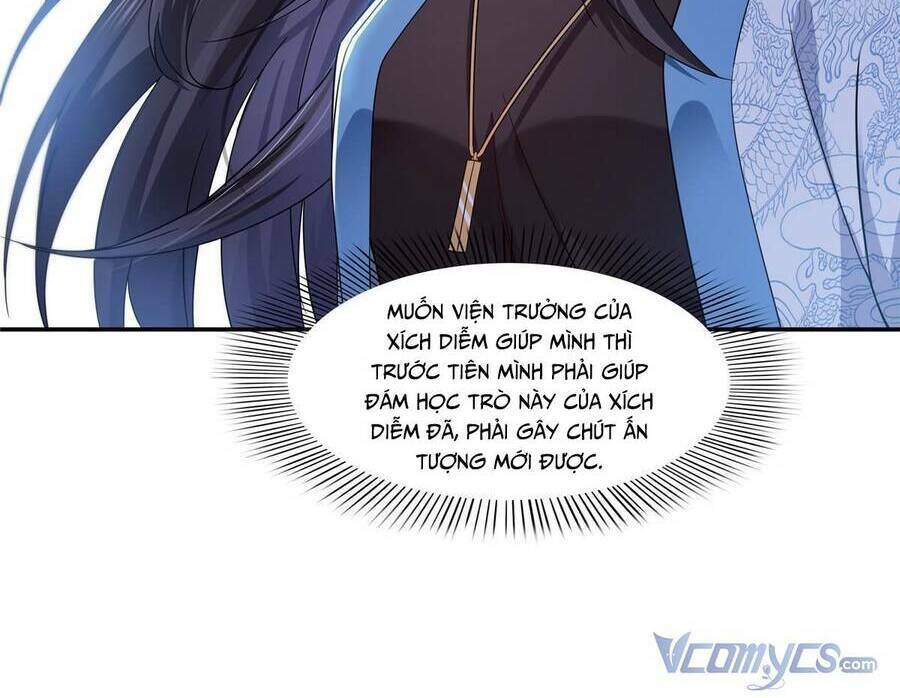 MUỐN VIỆN TRƯỞNG CỦA
XÍCH DIỄM GIÚP MÌNH THÌ
TRƯỚC TIÊN MÌNH PHẢI GIÚP
ĐÁM HỌC TRÒ NÀY CỦA XÍCH
DIỄM ĐÃ, PHẢI GÂY CHÚT ẤN
TƯỢNG MỚI ĐƯỢC.
VCOMYCS.com